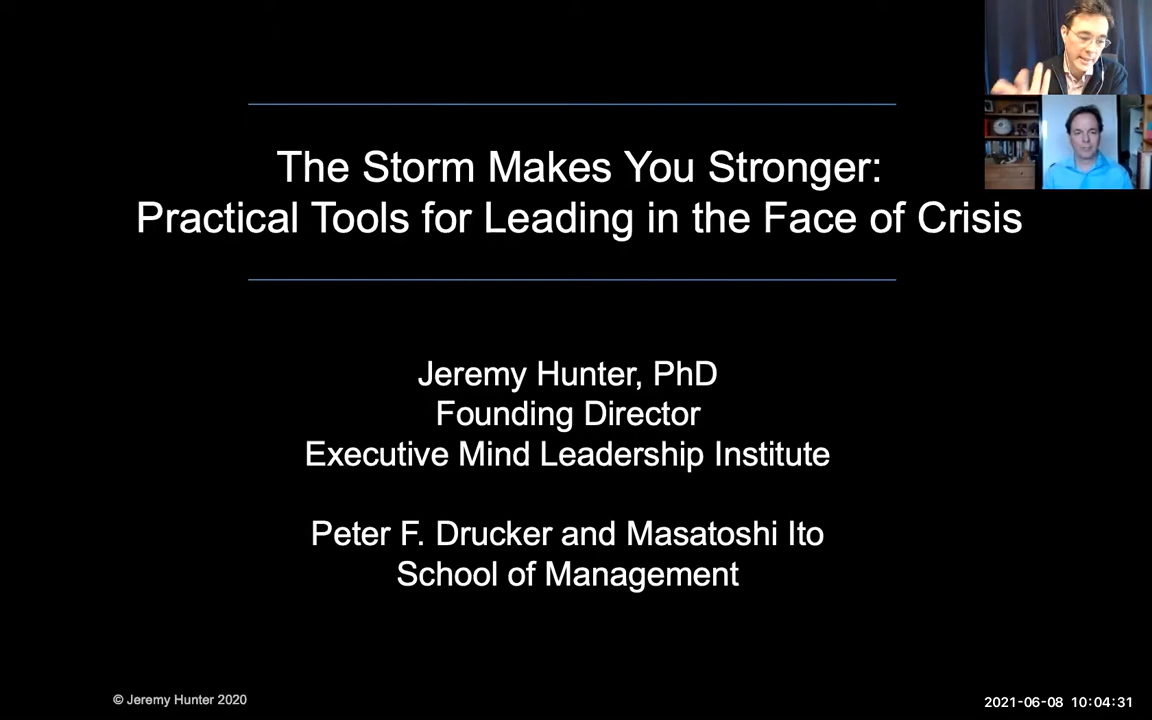 The Storm Makes You Stronger:
Practical Tools for Leading in the Face of Crisis
Jeremy Hunter, PhD
Founding Director
Executive Mind Leadership Institute
Peter F. Drucker and Masatoshi Ito
School of Management
© Jeremy Hunter 2020
2021-06-08 10:04:31